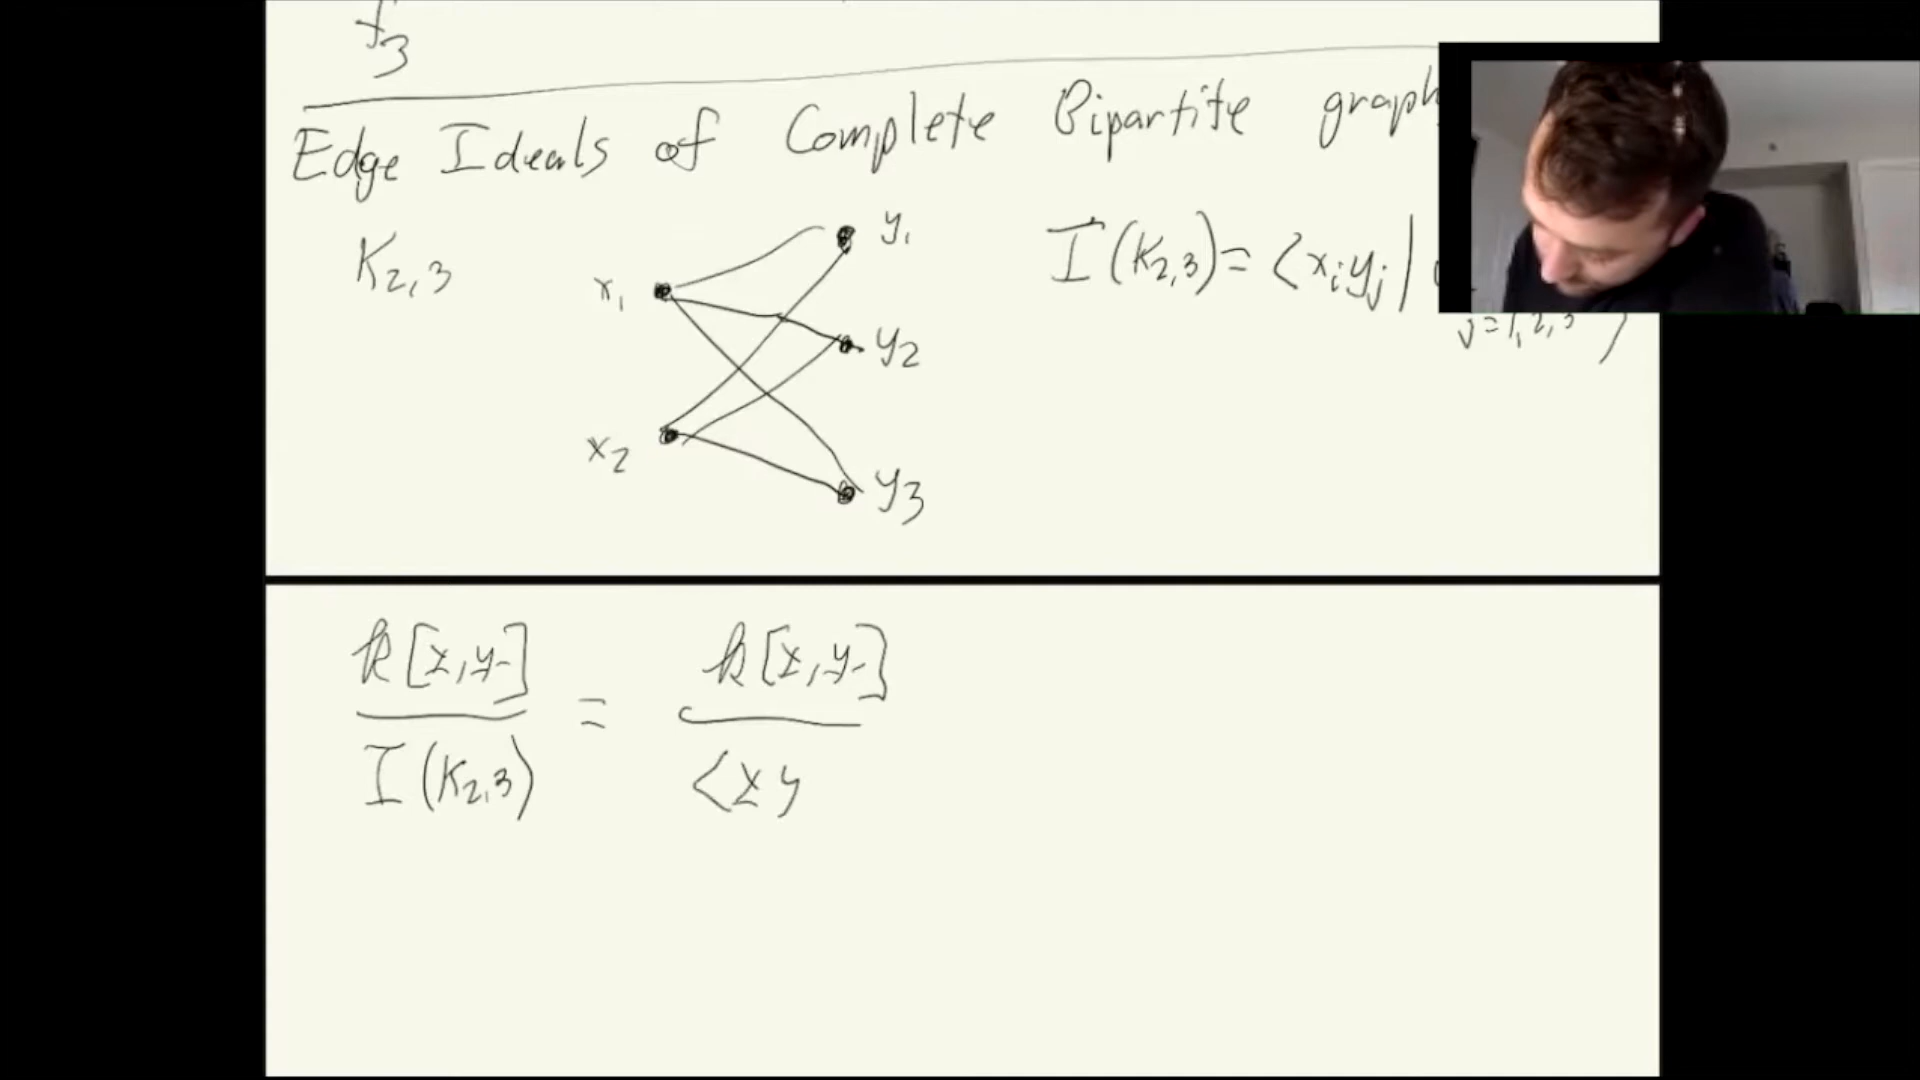 3
Edge Ideals of Complete Bipartite graph
K2,3
x1
x2
y1
y2
y3
I(K2,3) = <xiyj |
j=1,2,3 >
k[x,y]
I(K2,3)
=
k[x,y]
<xy